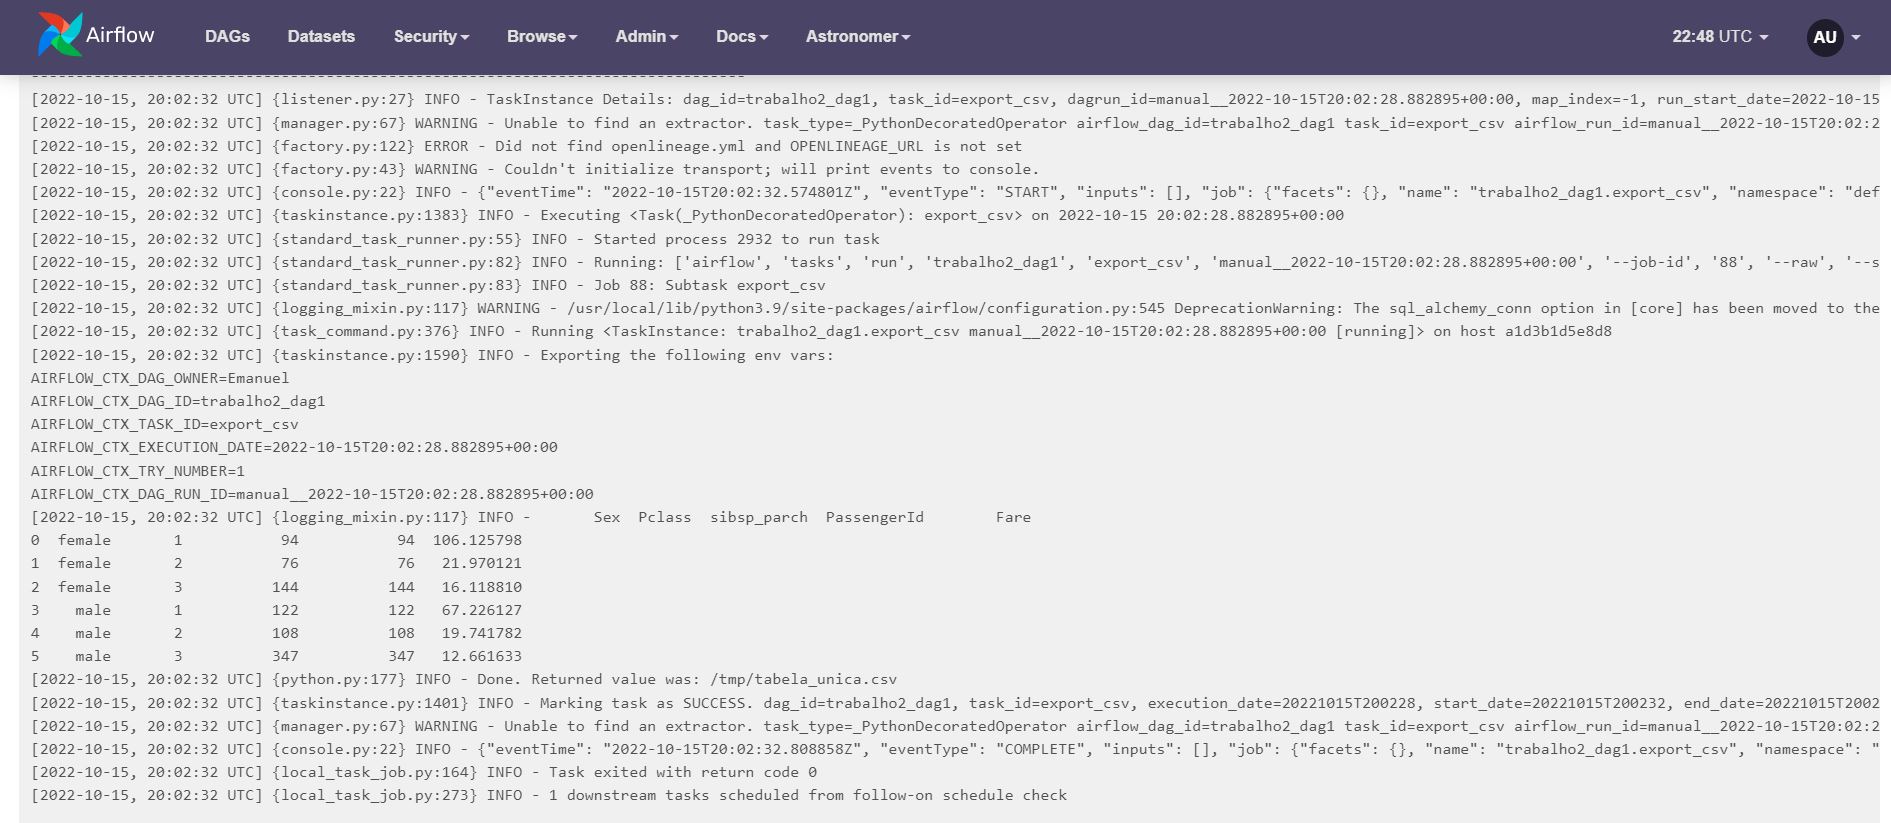 Airflow DAGs Datasets Security Browse Admin Docs Astronomer 22:48 UTC AU
--------------------------------------------------------------------------------
[2022-10-15, 20:02:32 UTC] {listener.py:27} INFO - TaskInstance Details: dag_id=trabalho2_dag1, task_id=export_csv, dagrun_id=manual__2022-10-15T20:02:28.882895+00:00, map_index=-1, run_start_date=2022-10-15
[2022-10-15, 20:02:32 UTC] {manager.py:67} WARNING - Unable to find an extractor. task_type=_PythonDecoratedOperator airflow_dag_id=trabalho2_dag1 task_id=export_csv airflow_run_id=manual__2022-10-15T20:02:2
[2022-10-15, 20:02:32 UTC] {factory.py:122} ERROR - Did not find openlineage.yml and OPENLINEAGE_URL is not set
[2022-10-15, 20:02:32 UTC] {factory.py:43} WARNING - Couldn't initialize transport; will print events to console.
[2022-10-15, 20:02:32 UTC] {console.py:22} INFO - {"eventTime": "2022-10-15T20:02:32.574801Z", "eventType": "START", "inputs": [], "job": {"facets": {}, "name": "trabalho2_dag1.export_csv", "namespace": "def
[2022-10-15, 20:02:32 UTC] {taskinstance.py:1383} INFO - Executing <Task(_PythonDecoratedOperator): export_csv> on 2022-10-15 20:02:28.882895+00:00
[2022-10-15, 20:02:32 UTC] {standard_task_runner.py:55} INFO - Started process 2932 to run task
[2022-10-15, 20:02:32 UTC] {standard_task_runner.py:82} INFO - Running: ['airflow', 'tasks', 'run', 'trabalho2_dag1', 'export_csv', 'manual__2022-10-15T20:02:28.882895+00:00', '--job-id', '88', '--raw', '--s
[2022-10-15, 20:02:32 UTC] {standard_task_runner.py:83} INFO - Job 88: Subtask export_csv
[2022-10-15, 20:02:32 UTC] {logging_mixin.py:117} WARNING - /usr/local/lib/python3.9/site-packages/airflow/configuration.py:545 DeprecationWarning: The sql_alchemy_conn option in [core] has been moved to the
[2022-10-15, 20:02:32 UTC] {task_command.py:376} INFO - Running <TaskInstance: trabalho2_dag1.export_csv manual__2022-10-15T20:02:28.882895+00:00 [running]> on host a1d3b1d5e8d8
[2022-10-15, 20:02:32 UTC] {taskinstance.py:1590} INFO - Exporting the following env vars:
AIRFLOW_CTX_DAG_OWNER=Emanuel
AIRFLOW_CTX_DAG_ID=trabalho2_dag1
AIRFLOW_CTX_TASK_ID=export_csv
AIRFLOW_CTX_EXECUTION_DATE=2022-10-15T20:02:28.882895+00:00
AIRFLOW_CTX_TRY_NUMBER=1
AIRFLOW_CTX_DAG_RUN_ID=manual__2022-10-15T20:02:28.882895+00:00
[2022-10-15, 20:02:32 UTC] {logging_mixin.py:117} INFO -       Sex  Pclass  sibsp_parch  PassengerId        Fare
0  female       1           94           94  106.125798
1  female       2           76           76   21.970121
2  female       3          144          144   16.118810
3    male       1          122          122   67.226127
4    male       2          108          108   19.741782
5    male       3          347          347   12.661633
[2022-10-15, 20:02:32 UTC] {python.py:177} INFO - Done. Returned value was: /tmp/tabela_unica.csv
[2022-10-15, 20:02:32 UTC] {taskinstance.py:1401} INFO - Marking task as SUCCESS. dag_id=trabalho2_dag1, task_id=export_csv, execution_date=20221015T200228, start_date=20221015T200232, end_date=20221015T2002
[2022-10-15, 20:02:32 UTC] {manager.py:67} WARNING - Unable to find an extractor. task_type=_PythonDecoratedOperator airflow_dag_id=trabalho2_dag1 task_id=export_csv airflow_run_id=manual__2022-10-15T20:02:2
[2022-10-15, 20:02:32 UTC] {console.py:22} INFO - {"eventTime": "2022-10-15T20:02:32.808858Z", "eventType": "COMPLETE", "inputs": [], "job": {"facets": {}, "name": "trabalho2_dag1.export_csv", "namespace": "
[2022-10-15, 20:02:32 UTC] {local_task_job.py:164} INFO - Task exited with return code 0
[2022-10-15, 20:02:32 UTC] {local_task_job.py:273} INFO - 1 downstream tasks scheduled from follow-on schedule check